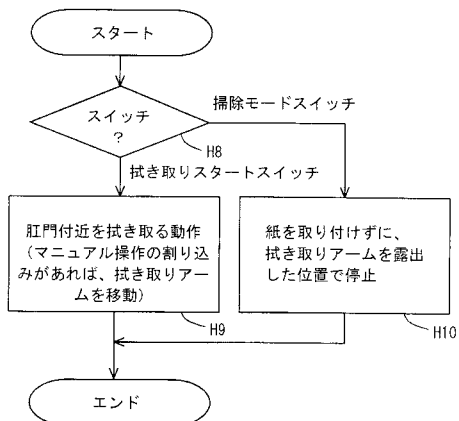 スタート
スイッチ
?
H8
掃除モードスイッチ
拭き取りスタートスイッチ
肛門付近を拭き取る動作
(マニュアル操作の割り込
みがあれば、拭き取りアー
ムを移動)
H9
紙を取り付けずに、
拭き取りアームを露出
した位置で停止
H10
エンド